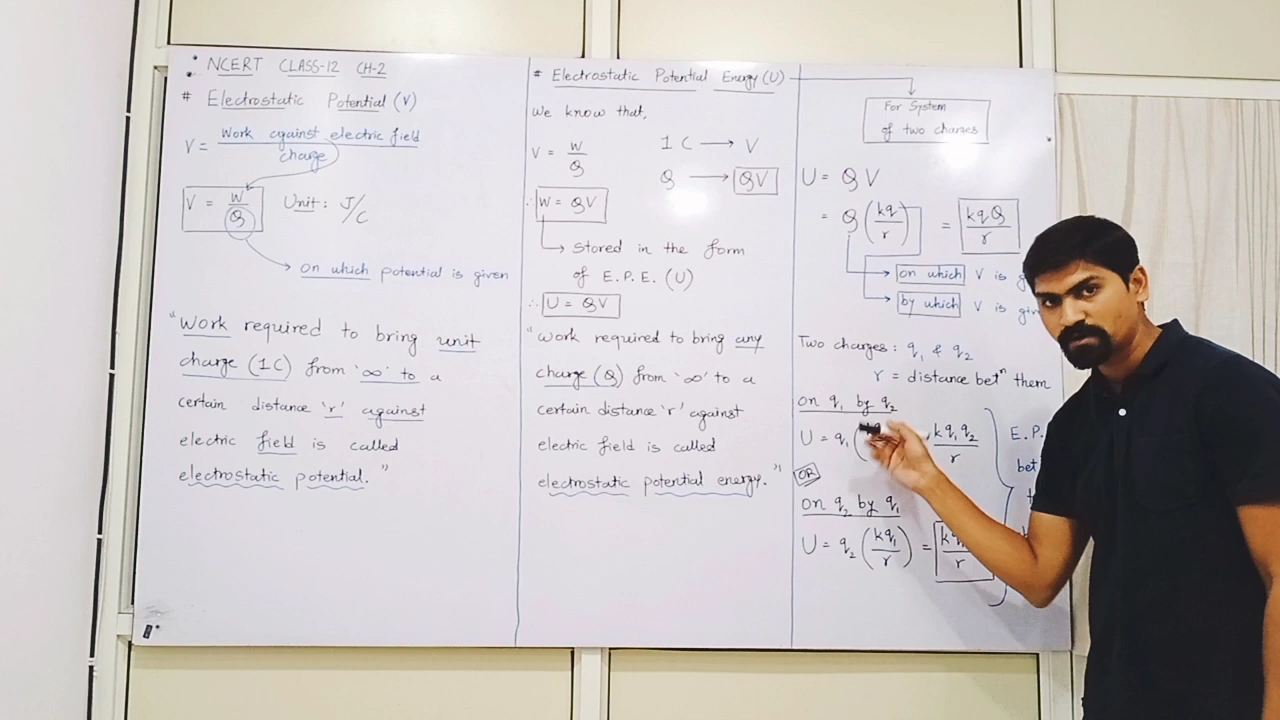 NCERT CLASS-12 CH-2
# Electrostatic Potential (V)
V = Work against electric field
charge
V = W/Q Unit: J/C
on which potential is given
"Work required to bring unit
charge (1C) from '∞' to a
certain distance 'r' against
electric field is called
electrostatic potential."
# Electrostatic Potential Energy (U)
We know that,
V = W/Q 1C → V
Q → QV
∴ W = QV
Stored in the form
of E.P.E. (U)
∴ U = QV
"Work required to bring any
charge (Q) from '∞' to a
certain distance 'r' against
electric field is called
electrostatic potential energy."
For System
of two charges
U = QV
= Q (kq/r) = kqQ/r
on which V is
by which V is
Two charges: q₁ & q₂
r = distance betⁿ them
on q₁ by q₂
U = q₁ ( kq₁q₂/r
OR
on q₂ by q₁
U = q₂ (kq₁/r) =
E.P.